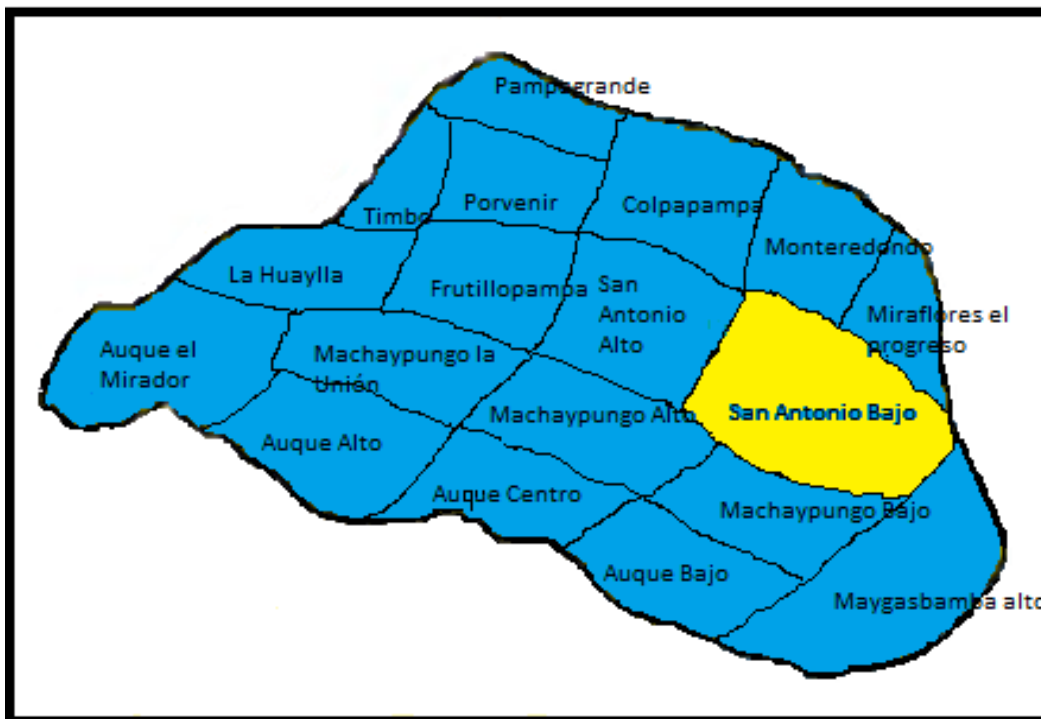 Pampagrande
Timbo
Porvenir
Colpapampa
Monteredondo
La Huaylla
Frutillopampa
San
Antonio
Alto
Miraflores el
progreso
Auque el
Mirador
Machaypungo la
Unión
Machaypungo Alto
San Antonio Bajo
Auque Alto
Auque Centro
Machaypungo Bajo
Auque Bajo
Maygasbamba alto